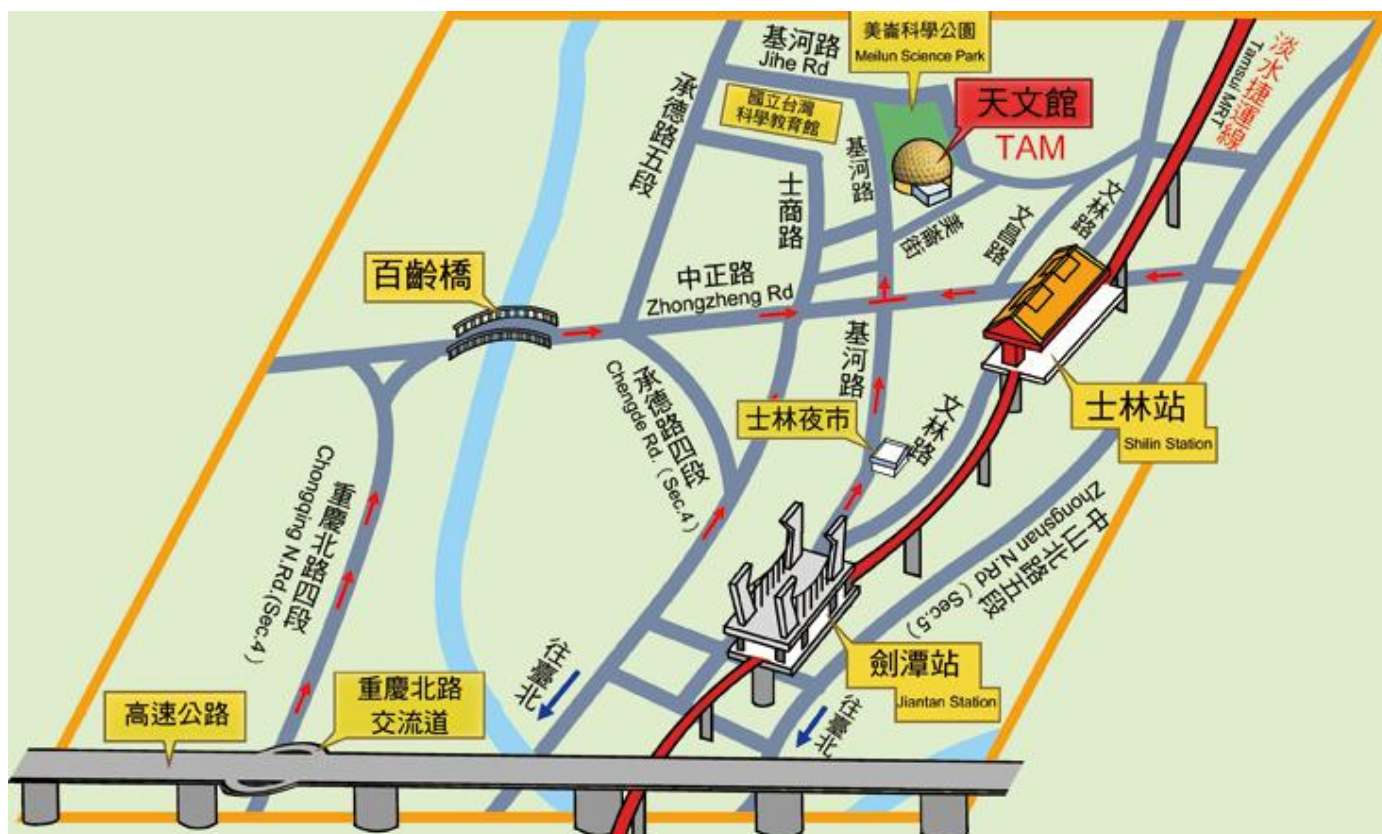 基河路
Jihe Rd
美崙科學公園
Meilun Science Park
淡水捷運線
Tamsui MRT
天文館
TAM
國立台灣
科學教育館
承德路五段
基河路
士商路
美崙街
文昌路
文林路
百齡橋
中正路
Zhongzheng Rd
基河路
士林站
Shilin Station
承德路四段
Chengde Rd. (Sec.4)
士林夜市
文林路
重慶北路四段
Chongqing N.Rd.(Sec.4)
中山北路五段
Zhongshan N.Rd (Sec.5)
劍潭站
Jiantan Station
往臺北
往臺北
高速公路
重慶北路
交流道